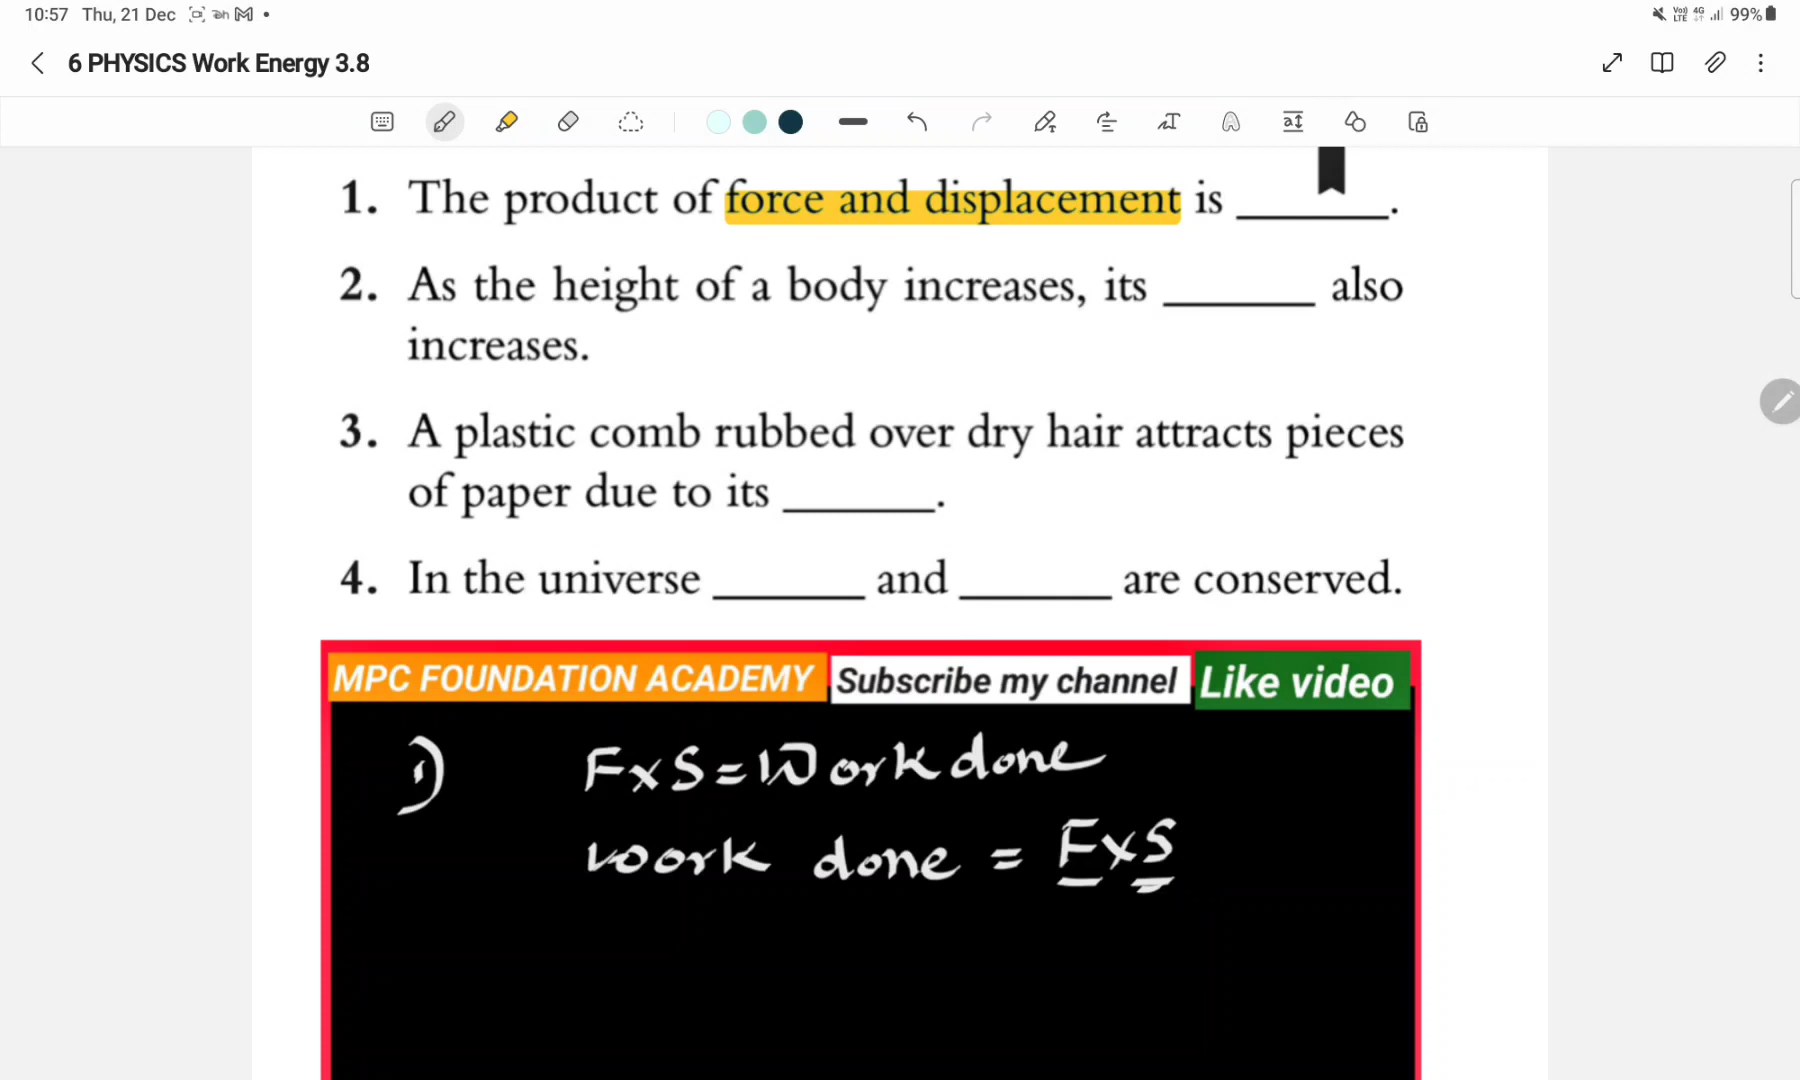 10:57 Thu, 21 Dec
Vo)) LTE 4G 99%
6 PHYSICS Work Energy 3.8
1. The product of force and displacement is ______.
2. As the height of a body increases, its ______ also
increases.
3. A plastic comb rubbed over dry hair attracts pieces
of paper due to its ______.
4. In the universe ______ and ______ are conserved.
MPC FOUNDATION ACADEMY Subscribe my channel Like video
1) F×S=Work done
work done = F×S